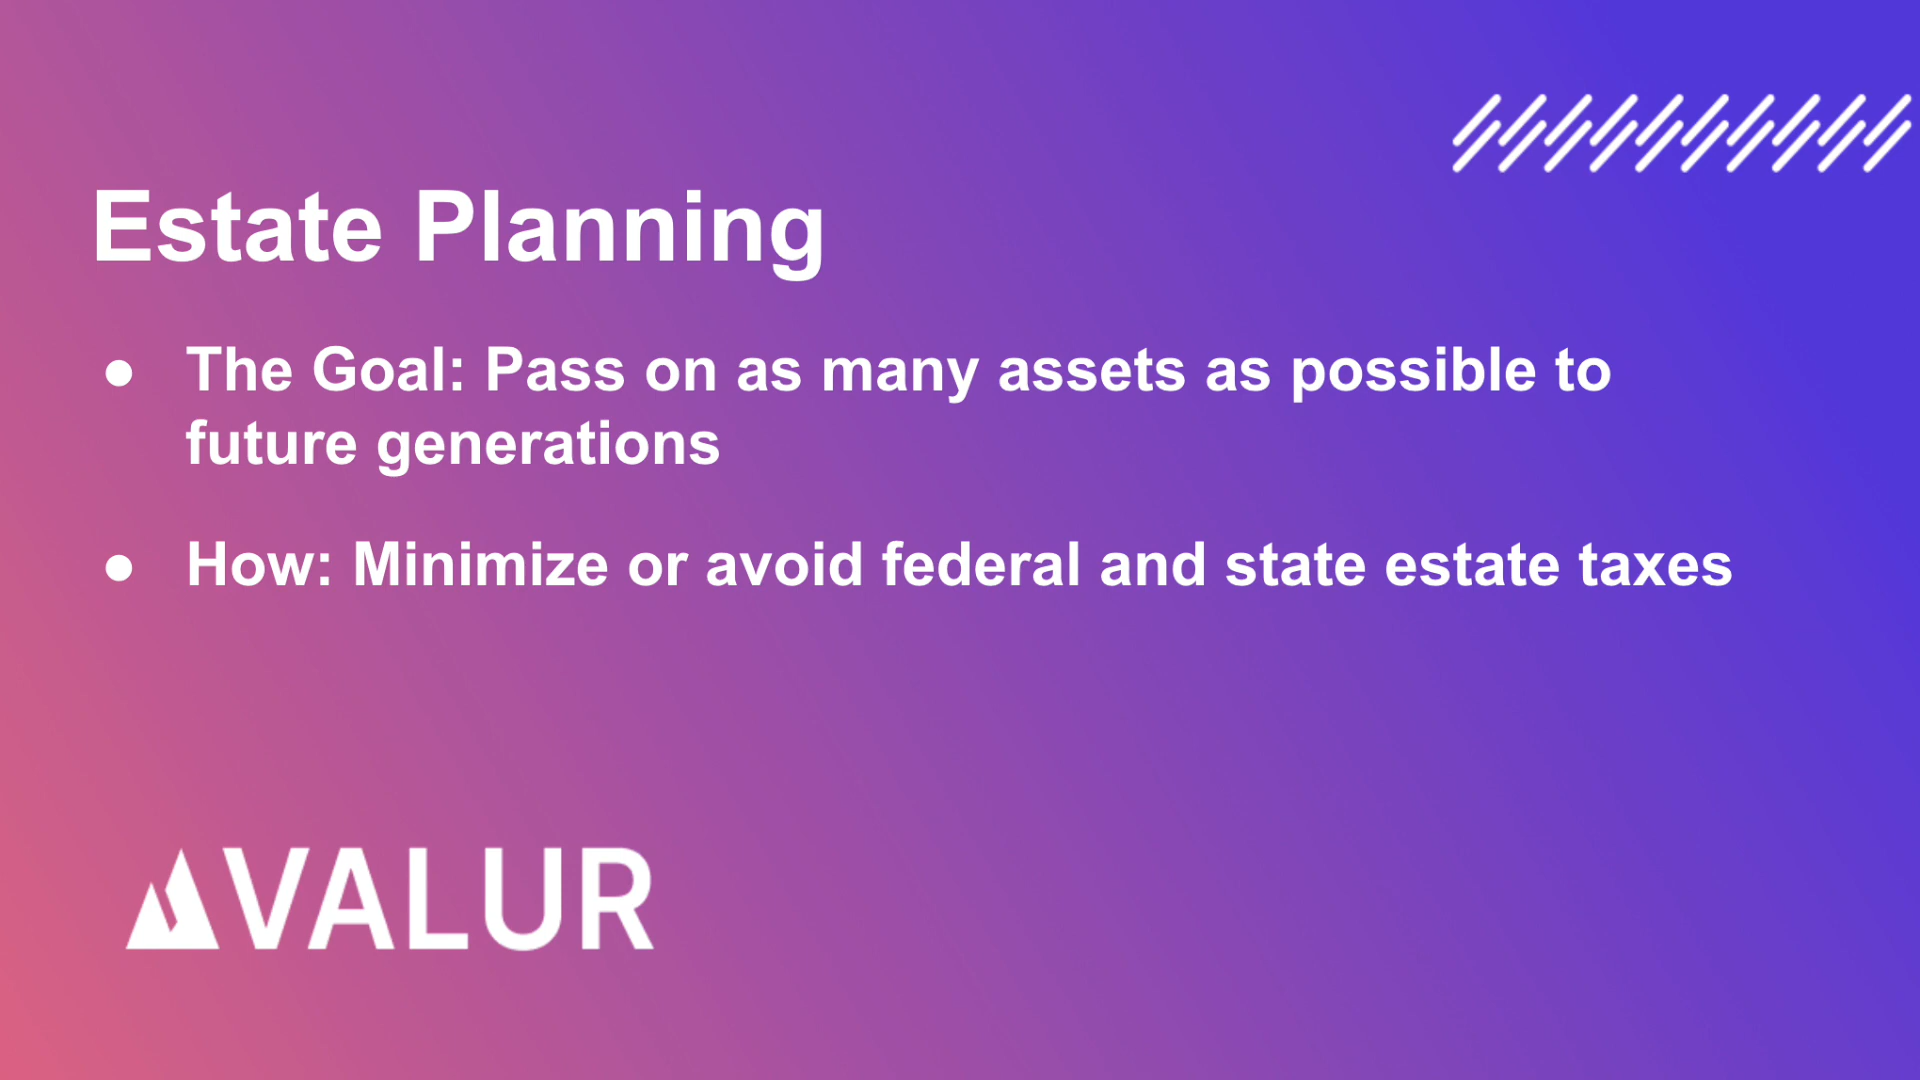 Estate Planning
● The Goal: Pass on as many assets as possible to
future generations
● How: Minimize or avoid federal and state estate taxes
VALUR